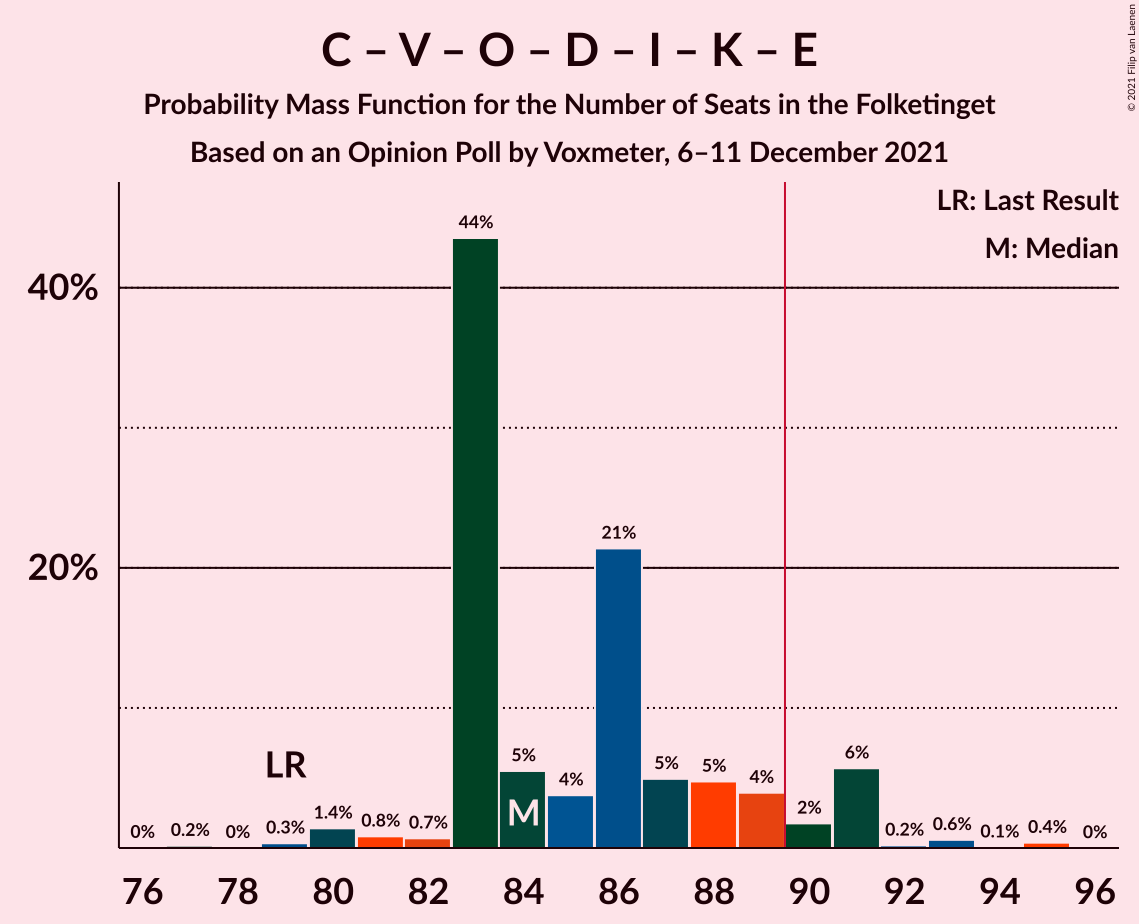 C – V – O – D – I – K – E
Probability Mass Function for the Number of Seats in the Folketinget
Based on an Opinion Poll by Voxmeter, 6–11 December 2021
© 2021 Filip van Laenen
LR: Last Result
M: Median
40%
20%
0% 0.2% 0% 0.3% 1.4% 0.8% 0.7% 44% 5% 4% 21% 5% 5% 4% 2% 6% 0.2% 0.6% 0.1% 0.4% 0%
LR
M
76 78 80 82 84 86 88 90 92 94 96